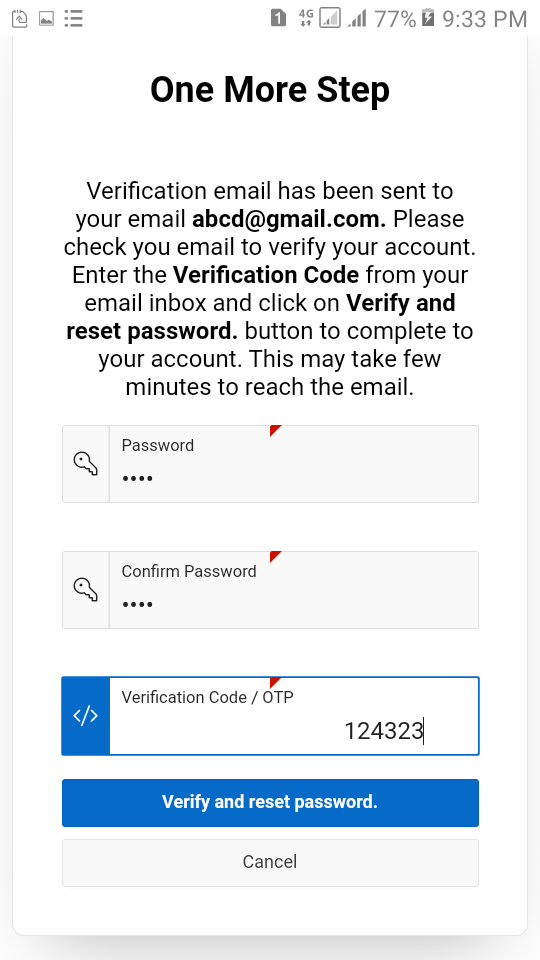 1 4G 77% 9:33 PM
One More Step
Verification email has been sent to
your email abcd@gmail.com. Please
check you email to verify your account.
Enter the Verification Code from your
email inbox and click on Verify and
reset password. button to complete to
your account. This may take few
minutes to reach the email.
Password
••••
Confirm Password
••••
Verification Code / OTP
124323
Verify and reset password.
Cancel